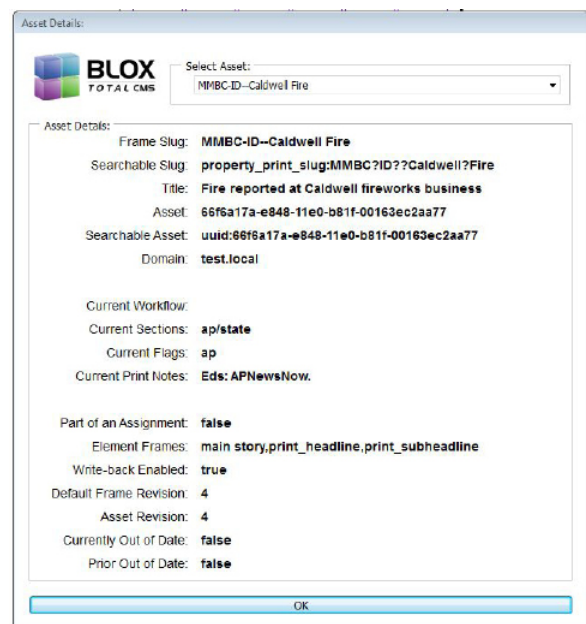 Asset Details:
BLOX
TOTAL CMS
Select Asset:
MMBC-ID--Caldwell Fire
Asset Details:
Frame Slug: MMBC-ID--Caldwell Fire
Searchable Slug: property_print_slug:MMBC?ID??Caldwell?Fire
Title: Fire reported at Caldwell fireworks business
Asset: 66f6a17a-e848-11e0-b81f-00163ec2aa77
Searchable Asset: uuid:66f6a17a-e848-11e0-b81f-00163ec2aa77
Domain: test.local
Current Workflow:
Current Sections: ap/state
Current Flags: ap
Current Print Notes: Eds: APNewsNow.
Part of an Assignment: false
Element Frames: main story,print_headline,print_subheadline
Write-back Enabled: true
Default Frame Revision: 4
Asset Revision: 4
Currently Out of Date: false
Prior Out of Date: false
OK